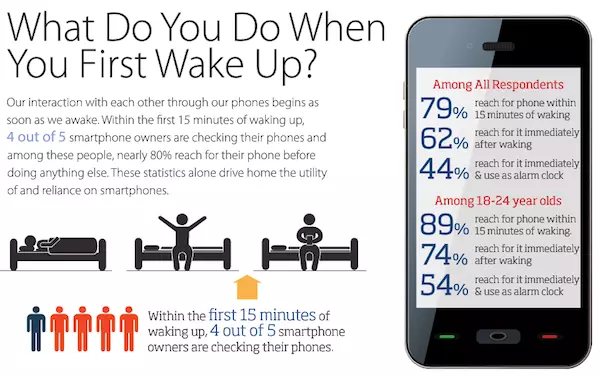 What Do You Do When
You First Wake Up?
Our interaction with each other through our phones begins as
soon as we awake. Within the first 15 minutes of waking up,
4 out of 5 smartphone owners are checking their phones and
among these people, nearly 80% reach for their phone before
doing anything else. These statistics alone drive home the utility
of and reliance on smartphones.
Within the first 15 minutes of
waking up, 4 out of 5 smartphone
owners are checking their phones.
Among All Respondents
79% reach for phone within
15 minutes of waking
62% reach for it immediately
after waking
44% reach for it immediately
& use as alarm clock
Among 18-24 year olds
89% reach for phone within
15 minutes of waking.
74% reach for it immediately
after waking
54% reach for it immediately
& use as alarm clock